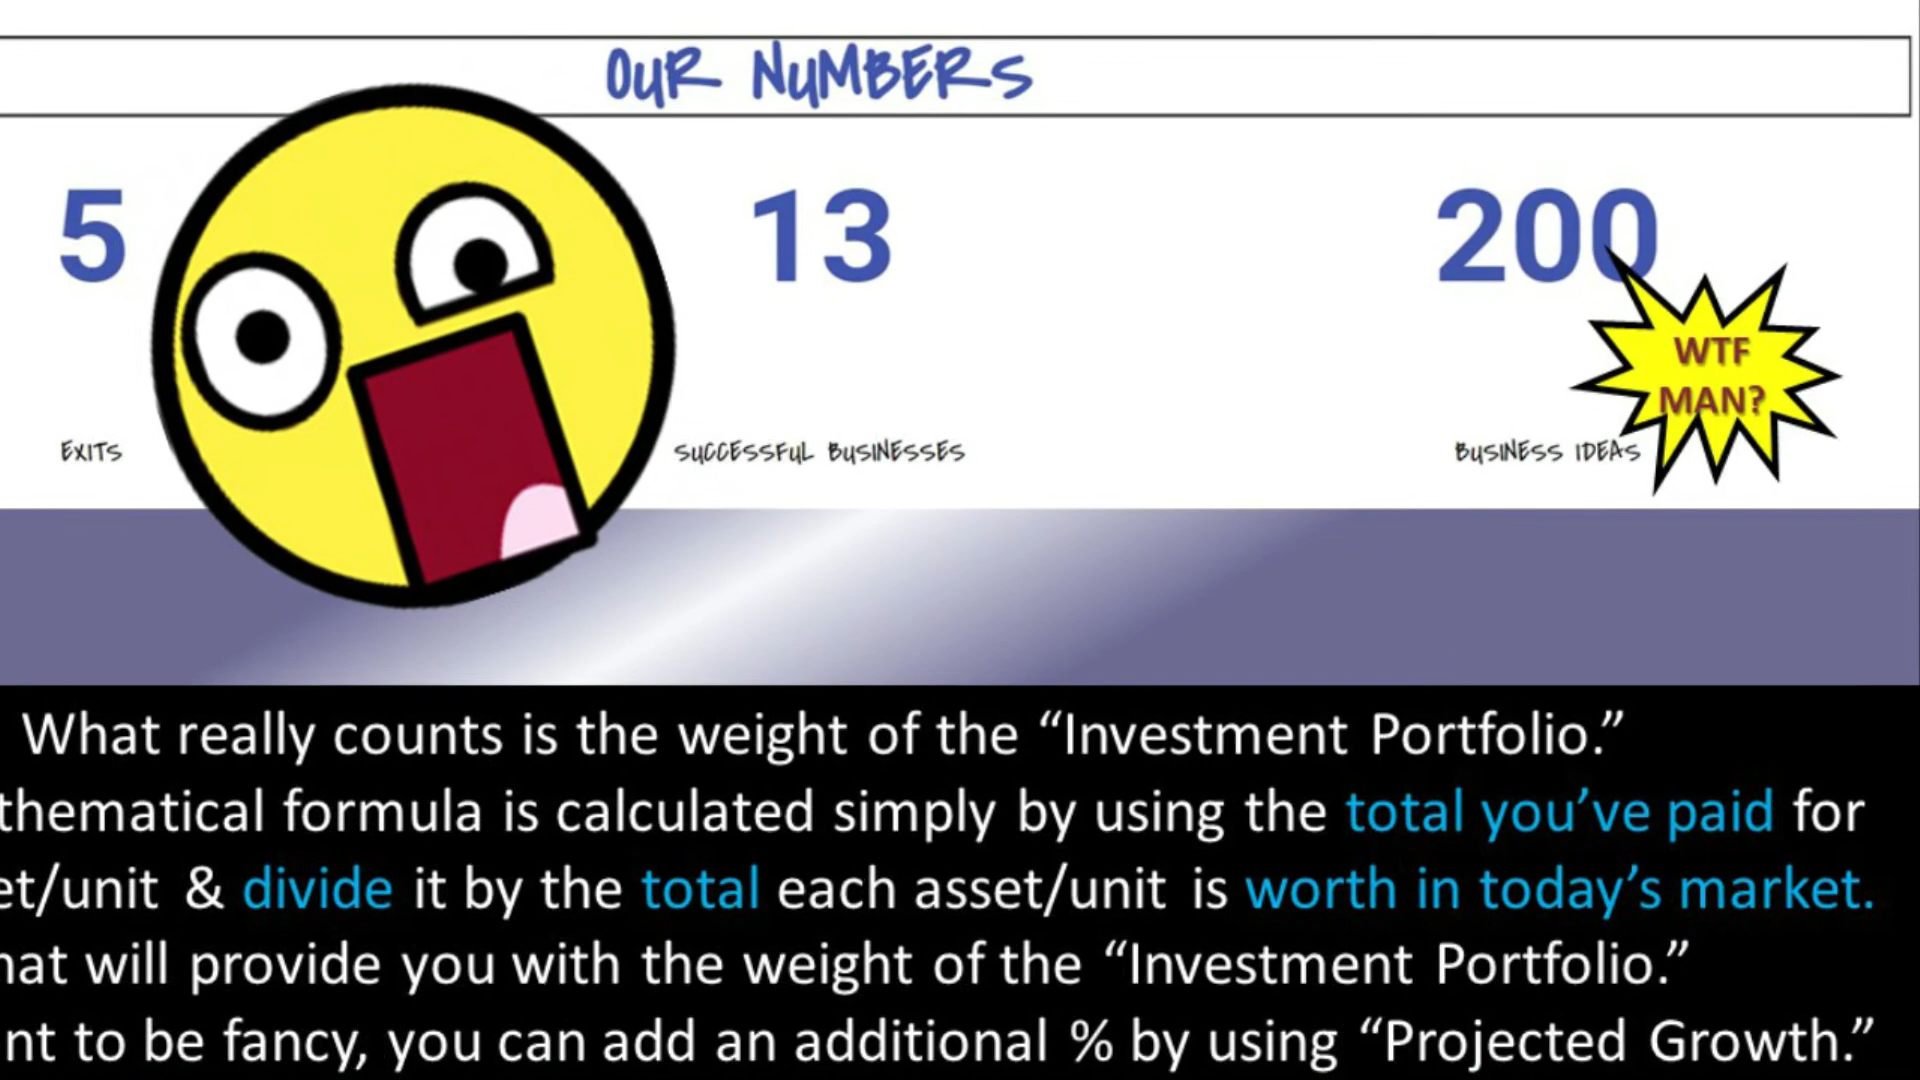 OUR NUMBERS
5 13 200
WTF
MAN?
EXITS SUCCESSFUL BUSINESSES BUSINESS IDEAS
What really counts is the weight of the “Investment Portfolio.”
thematical formula is calculated simply by using the total you’ve paid for
et/unit & divide it by the total each asset/unit is worth in today’s market.
hat will provide you with the weight of the “Investment Portfolio.”
nt to be fancy, you can add an additional % by using “Projected Growth.”